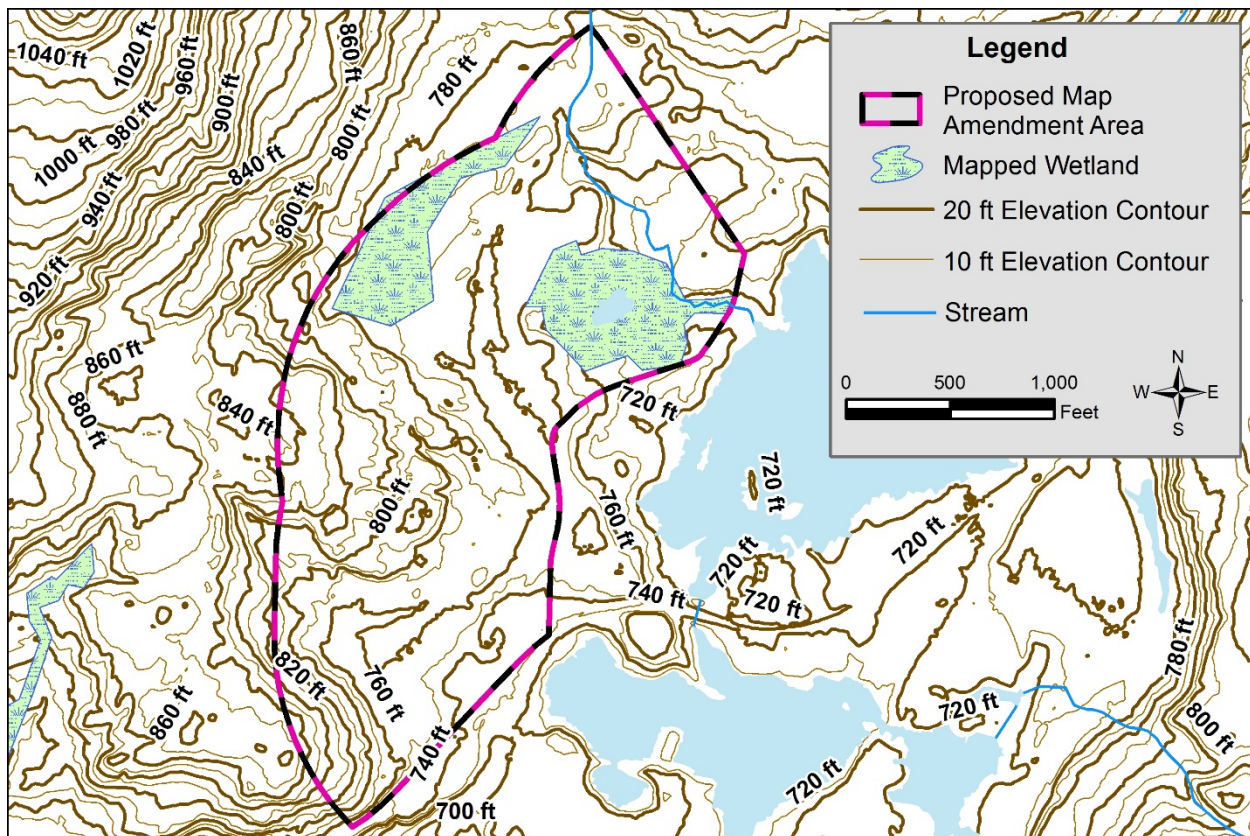 1040 ft
1020 ft
960 ft
900 ft
860 ft
780 ft
980 ft
1000 ft
940 ft
840 ft
800 ft
800 ft
920 ft
860 ft
880 ft
840 ft
800 ft
720 ft
760 ft
720 ft
720 ft
720 ft
740 ft
720 ft
820 ft
760 ft
860 ft
740 ft
700 ft
720 ft
720 ft
780 ft
800 ft
Legend
Proposed Map
Amendment Area
Mapped Wetland
20 ft Elevation Contour
10 ft Elevation Contour
Stream
0 500 1,000
Feet
N
W E
S